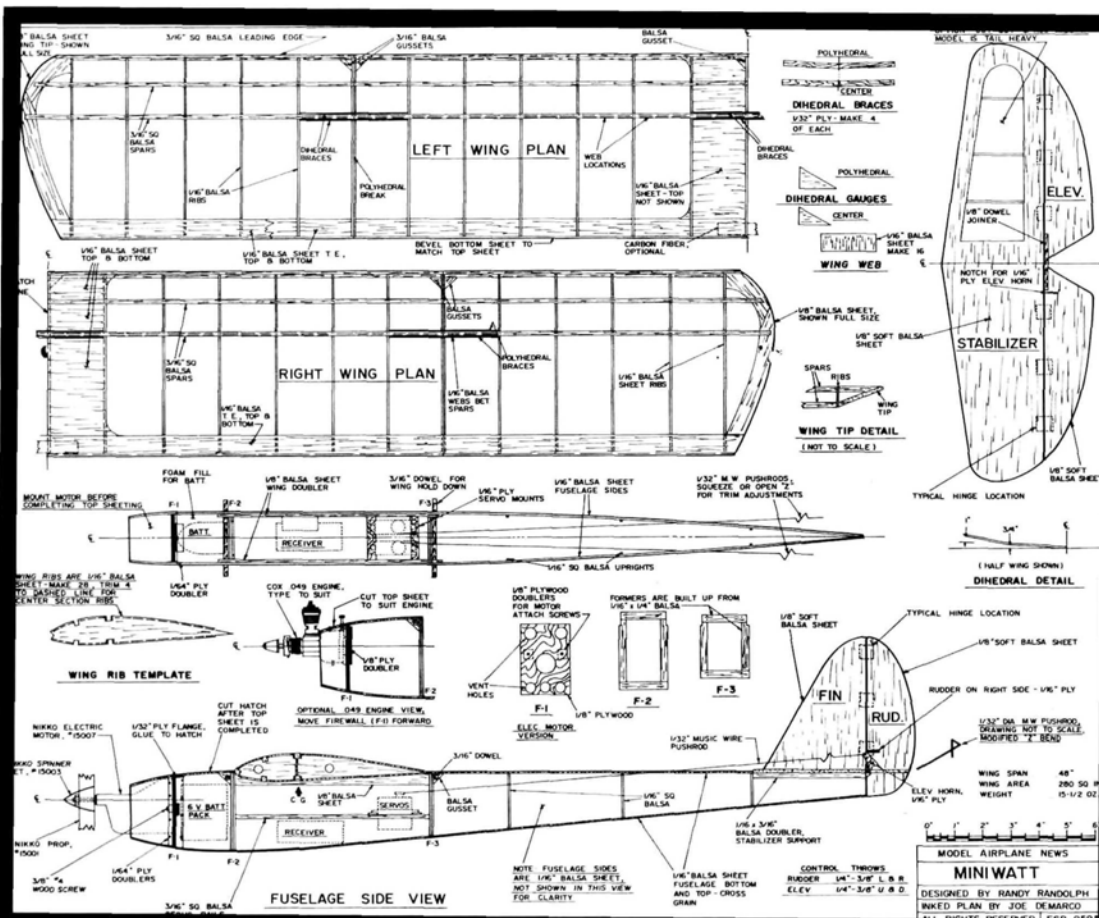 BALSA SHEET
WING TIP-SHOWN
FULL SIZE
3/16" SQ BALSA LEADING EDGE
3/16" BALSA
GUSSETS
BALSA
GUSSET
MODEL IS TAIL HEAVY
POLYHEDRAL
CENTER
DIHEDRAL BRACES
1/32" PLY-MAKE 4
OF EACH
3/16" SQ
BALSA
SPARS
DIHEDRAL
BRACES
LEFT WING PLAN
WEB
LOCATIONS
DIHEDRAL
BRACES
1/16" BALSA
RIBS
POLYHEDRAL
BREAK
1/16" BALSA
SHEET-TOP
NOT SHOWN
POLYHEDRAL
DIHEDRAL GAUGES
CENTER
ELEV.
1/8" DOWEL
JOINER
1/16" BALSA SHEET
TOP & BOTTOM
1/16" BALSA SHEET T.E.,
TOP & BOTTOM
BEVEL BOTTOM SHEET TO
MATCH TOP SHEET
CARBON FIBER,
OPTIONAL
1/16" BALSA
SHEET
MAKE 16
WING WEB
NOTCH FOR 1/16"
PLY ELEV HORN
BALSA
GUSSETS
1/8" BALSA SHEET,
SHOWN FULL SIZE
1/8" SOFT BALSA
SHEET
STABILIZER
3/16" SQ
BALSA
SPARS
RIGHT WING PLAN
POLYHEDRAL
BRACES
1/16" BALSA
SHEET RIBS
1/16" BALSA
WEBS BET
SPARS
1/16" BALSA
T.E., TOP &
BOTTOM
SPARS
RIBS
WING
TIP
WING TIP DETAIL
(NOT TO SCALE)
1/8" SOFT
BALSA SHEET
TYPICAL HINGE LOCATION
MOUNT MOTOR BEFORE
COMPLETING TOP SHEETING
FOAM FILL
FOR BATT
F-1
F-2
1/8" BALSA SHEET
WING DOUBLER
3/16" DOWEL FOR
WING HOLD DOWN
F-3
1/16" PLY
SERVO MOUNTS
1/16" BALSA SHEET
FUSELAGE SIDES
1/32" M.W. PUSHRODS,
SQUEEZE OR OPEN "Z"
FOR TRIM ADJUSTMENTS
BATT.
RECEIVER
3/4"
(HALF WING SHOWN)
DIHEDRAL DETAIL
WING RIBS ARE 1/16" BALSA
SHEET-MAKE 28, TRIM 4
TO DASHED LINE FOR
CENTER SECTION RIBS
1/64" PLY
DOUBLER
1/16" SQ BALSA UPRIGHTS
COX .049 ENGINE,
TYPE TO SUIT
CUT TOP SHEET
TO SUIT ENGINE
1/8" PLYWOOD
DOUBLERS
FOR MOTOR
ATTACH SCREWS
FORMERS ARE BUILT UP FROM
1/16" x 1/4" BALSA
1/8" SOFT
BALSA SHEET
TYPICAL HINGE LOCATION
1/8" SOFT BALSA SHEET
WING RIB TEMPLATE
1/8" PLY
DOUBLER
F-1
F-2
OPTIONAL .049 ENGINE VIEW,
MOVE FIREWALL (F-1) FORWARD
VENT
HOLES
F-1
1/8" PLYWOOD
ELEC MOTOR
VERSION
F-2
F-3
FIN
RUD.
RUDDER ON RIGHT SIDE - 1/16" PLY
1/32" DIA M.W. PUSHROD,
DRAWING NOT TO SCALE,
MODIFIED "Z" BEND
NIKKO ELECTRIC
MOTOR, #15007
1/32" PLY FLANGE,
GLUE TO HATCH
CUT HATCH
AFTER TOP
SHEET IS
COMPLETED
3/16" DOWEL
1/32" MUSIC WIRE
PUSHROD
NIKKO SPINNER
#15003
6 V BATT
PACK
C G
1/8" BALSA
SHEET
SERVOS
BALSA
GUSSET
1/16" SQ
BALSA
ELEV HORN,
1/16" PLY
WING SPAN 48"
WING AREA 280 SQ IN
WEIGHT 15-1/2 OZ.
NIKKO PROP,
#15001
RECEIVER
1/16 x 3/16"
BALSA DOUBLER,
STABILIZER SUPPORT
0" 1 2 3 4 5 6
1/64" PLY
DOUBLERS
F-1
F-2
F-3
3/8" #4
WOOD SCREW
3/16" SQ BALSA
FUSELAGE SIDE VIEW
NOTE FUSELAGE SIDES
ARE 1/16" BALSA SHEET,
NOT SHOWN IN THIS VIEW
FOR CLARITY
1/16" BALSA SHEET
FUSELAGE BOTTOM
AND TOP-CROSS
GRAIN
CONTROL THROWS
RUDDER 1/4"-3/8" L & R
ELEV 1/4"-3/8" U & D
MODEL AIRPLANE NEWS
MINIWATT
DESIGNED BY RANDY RANDOLPH
INKED PLAN BY JOE DEMARCO
ALL RIGHTS RESERVED